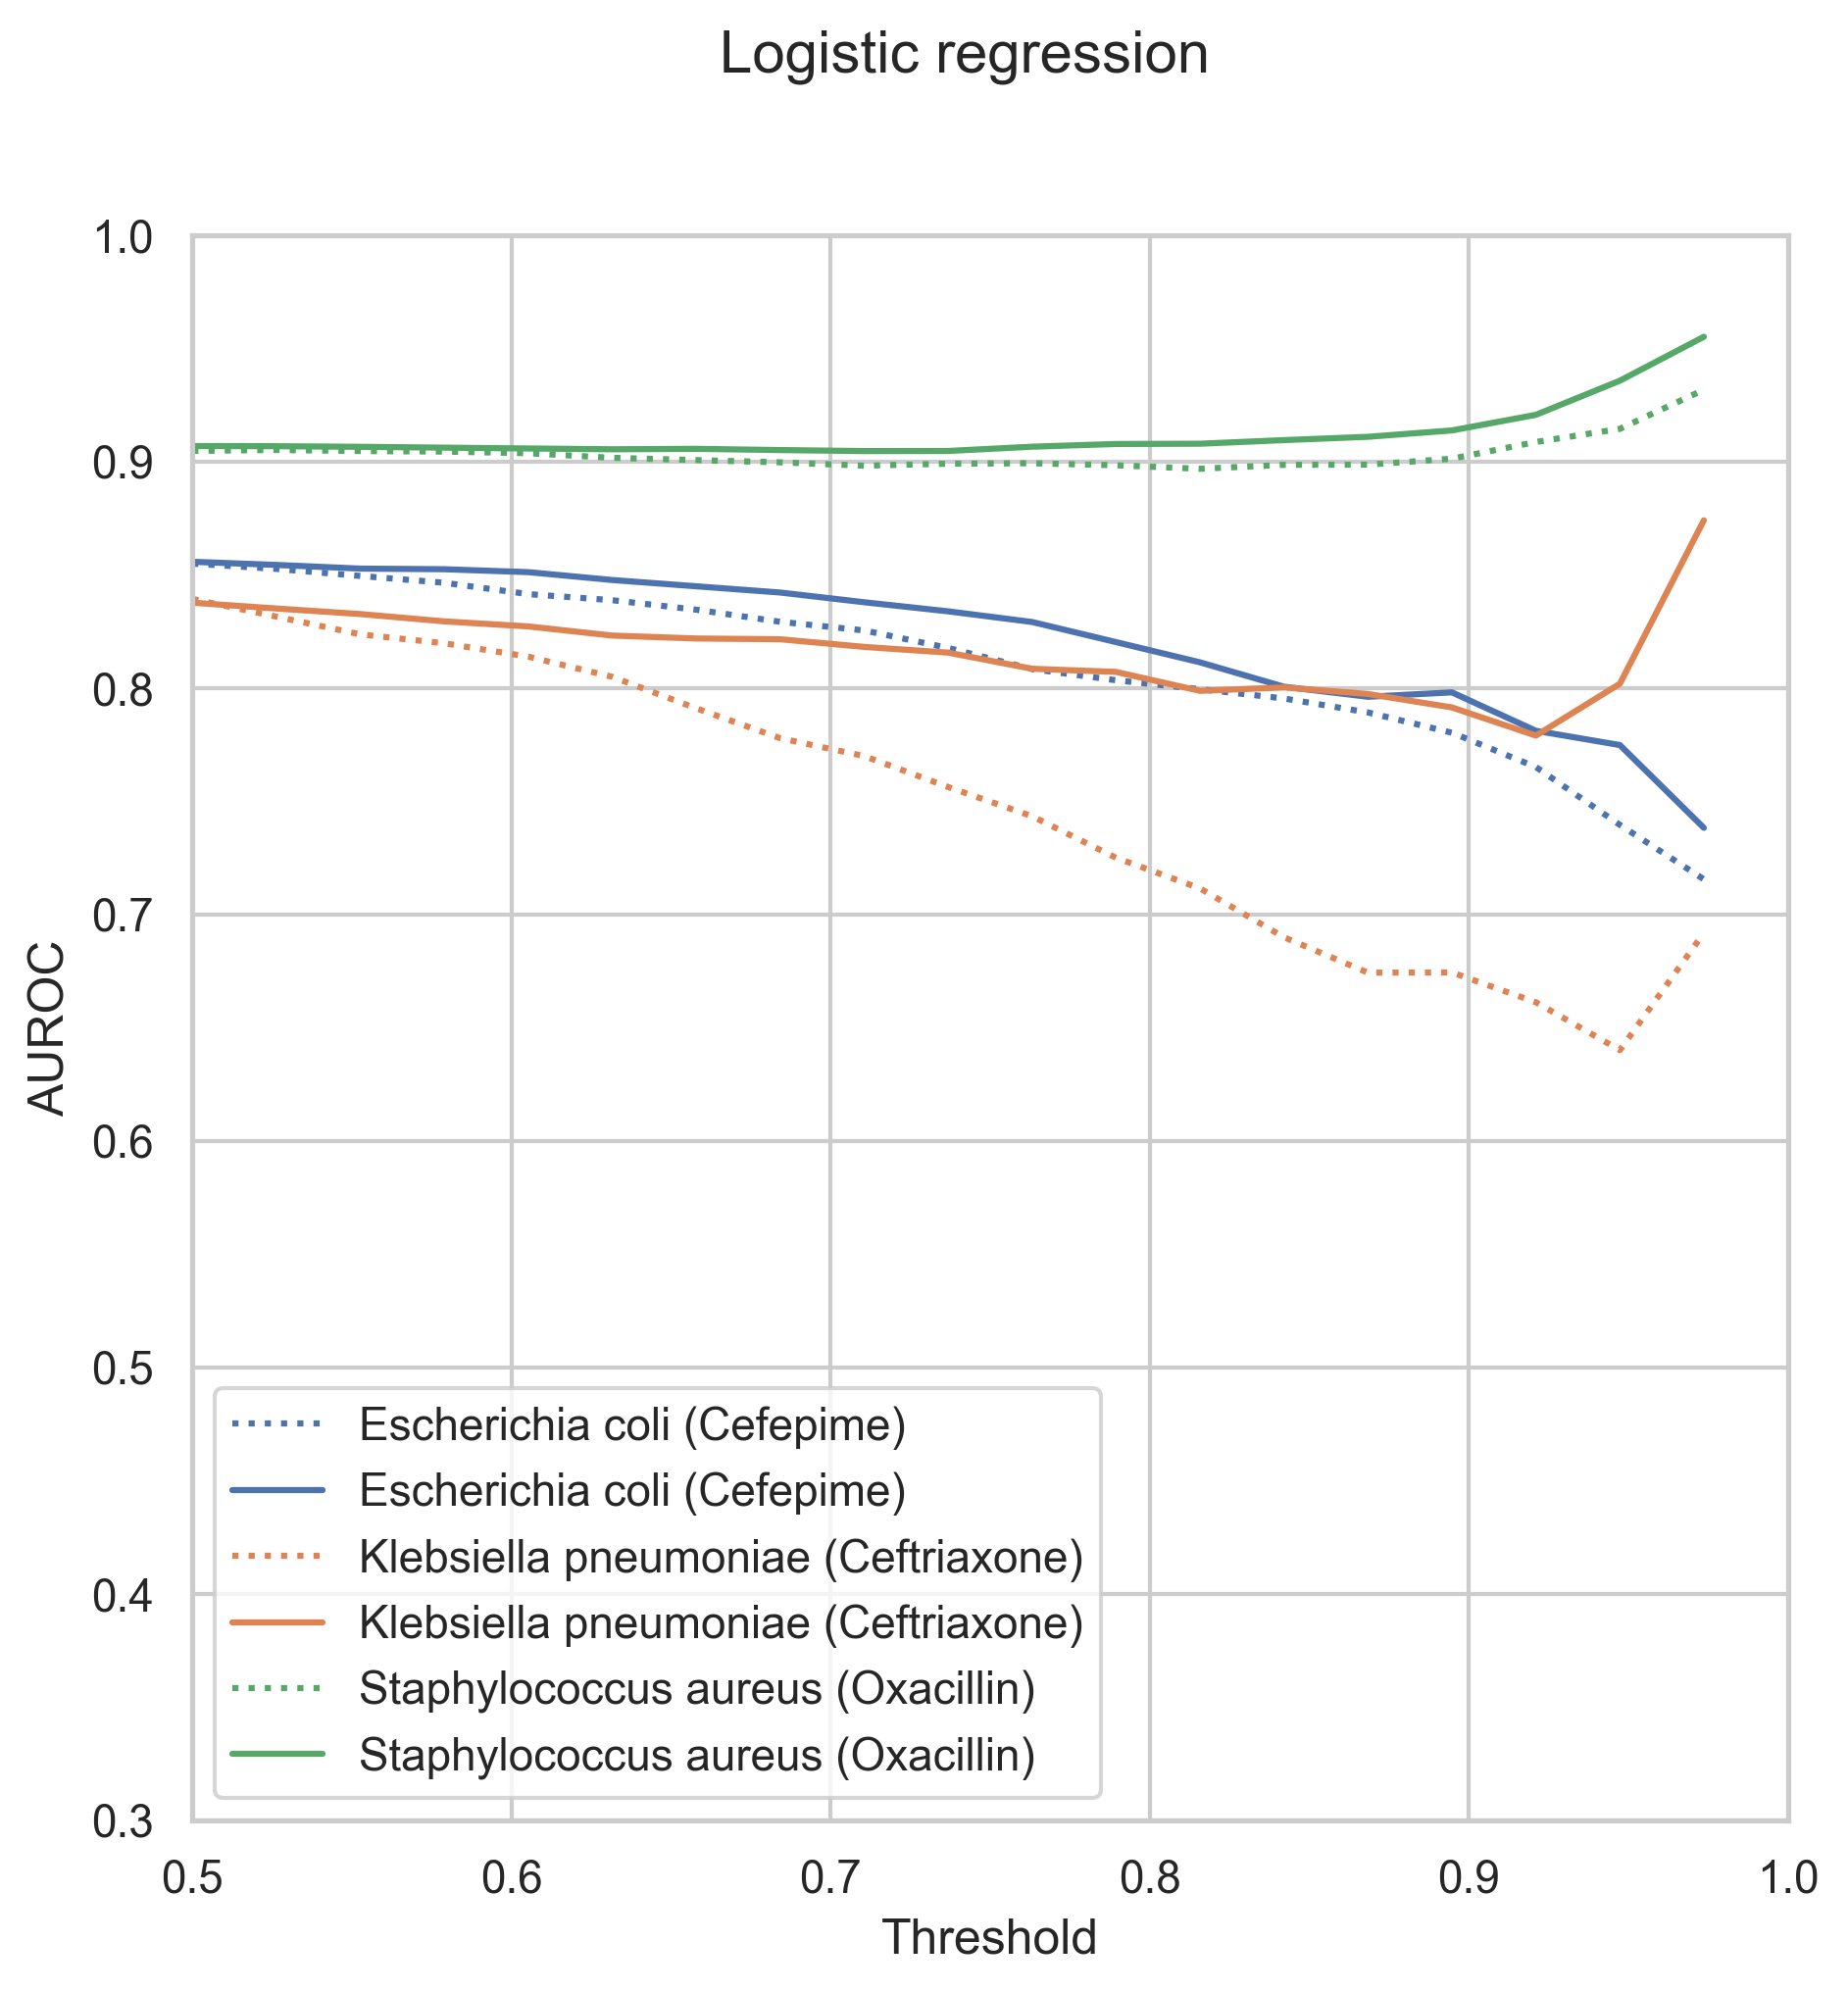 Logistic regression
1.0
0.9
0.8
0.7
0.6
0.5
0.4
0.3
AUROC
Escherichia coli (Cefepime)
Escherichia coli (Cefepime)
Klebsiella pneumoniae (Ceftriaxone)
Klebsiella pneumoniae (Ceftriaxone)
Staphylococcus aureus (Oxacillin)
Staphylococcus aureus (Oxacillin)
0.5 0.6 0.7 0.8 0.9 1.0
Threshold